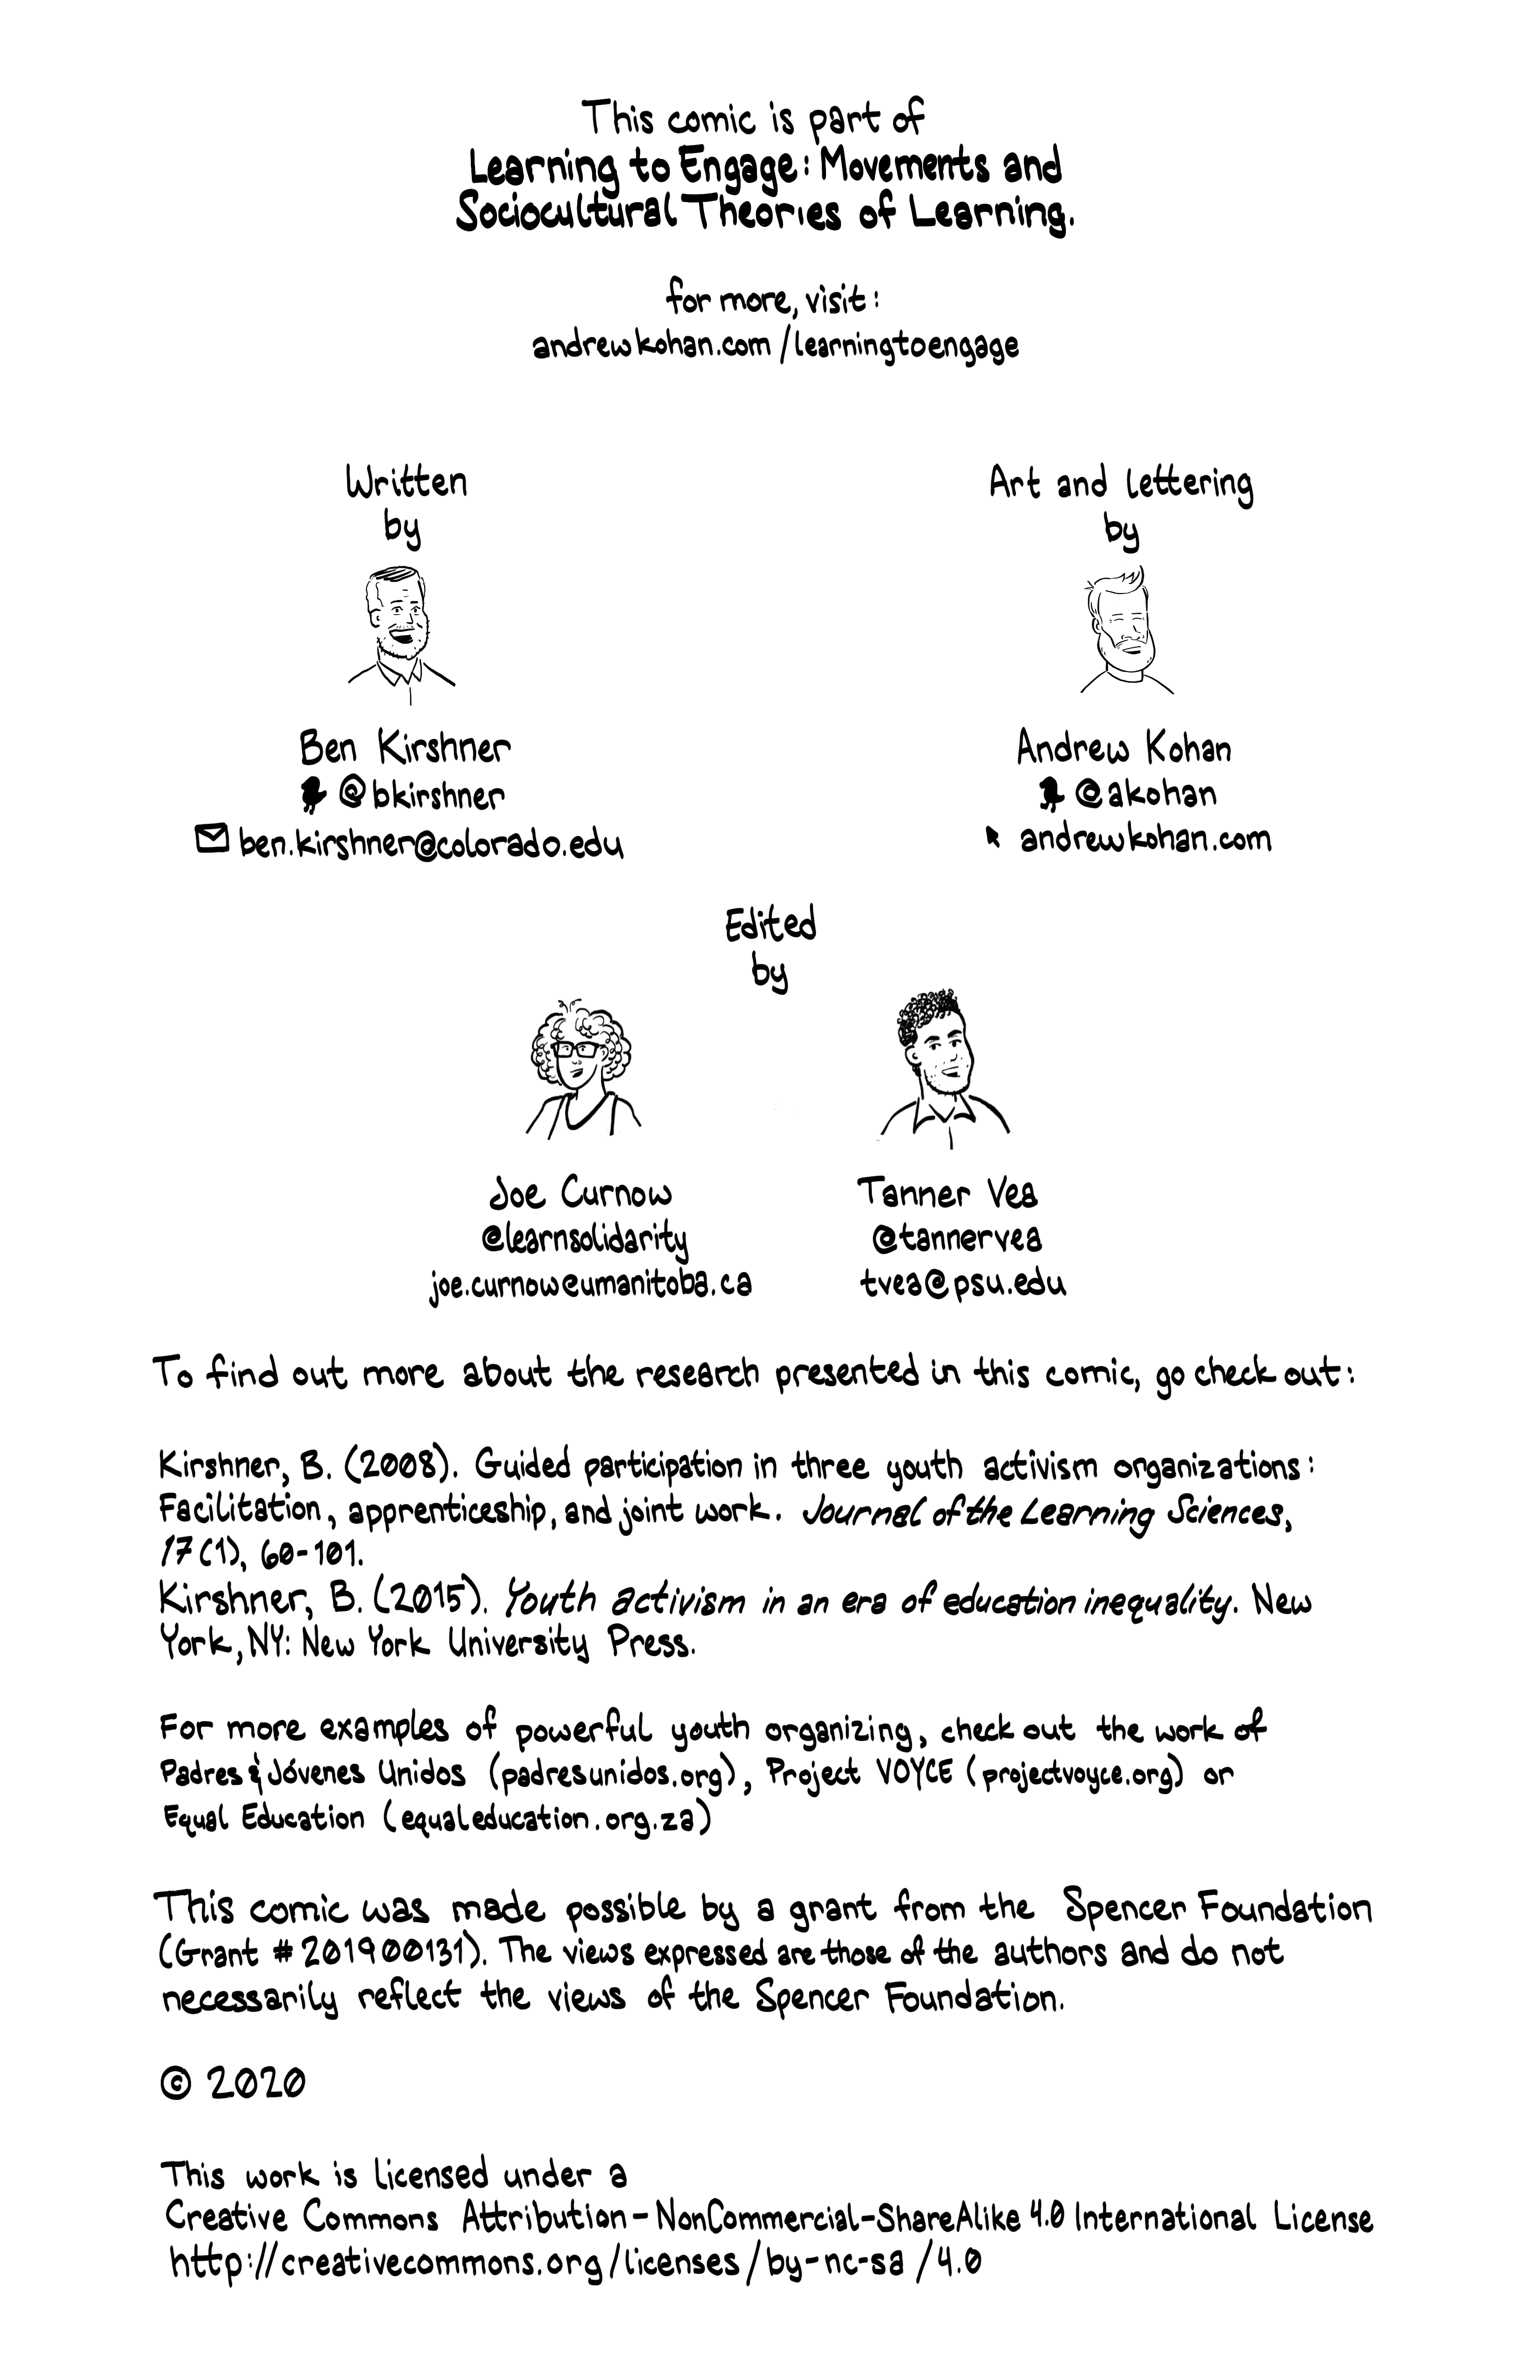 This comic is part of
Learning to Engage: Movements and
Sociocultural Theories of Learning.
for more, visit:
andrewkohan.com/learningtoengage
Written
by
Ben Kirshner
@bkirshner
ben.kirshner@colorado.edu
Art and lettering
by
Andrew Kohan
@akohan
andrewkohan.com
Edited
by
Joe Curnow
@learnsolidarity
joe.curnow@umanitoba.ca
Tanner Vea
@tannervea
tvea@psu.edu
To find out more about the research presented in this comic, go check out:
Kirshner, B. (2008). Guided participation in three youth activism organizations:
Facilitation, apprenticeship, and joint work. Journal of the Learning Sciences,
17(1), 60-101.
Kirshner, B. (2015). Youth activism in an era of education inequality. New
York, NY: New York University Press.
For more examples of powerful youth organizing, check out the work of
Padres & Jóvenes Unidos (padresunidos.org), Project VOYCE (projectvoyce.org) or
Equal Education (equaleducation.org.za)
This comic was made possible by a grant from the Spencer Foundation
(Grant #201900131). The views expressed are those of the authors and do not
necessarily reflect the views of the Spencer Foundation.
© 2020
This work is licensed under a
Creative Commons Attribution-NonCommercial-ShareAlike 4.0 International License
http://creativecommons.org/licenses/by-nc-sa/4.0